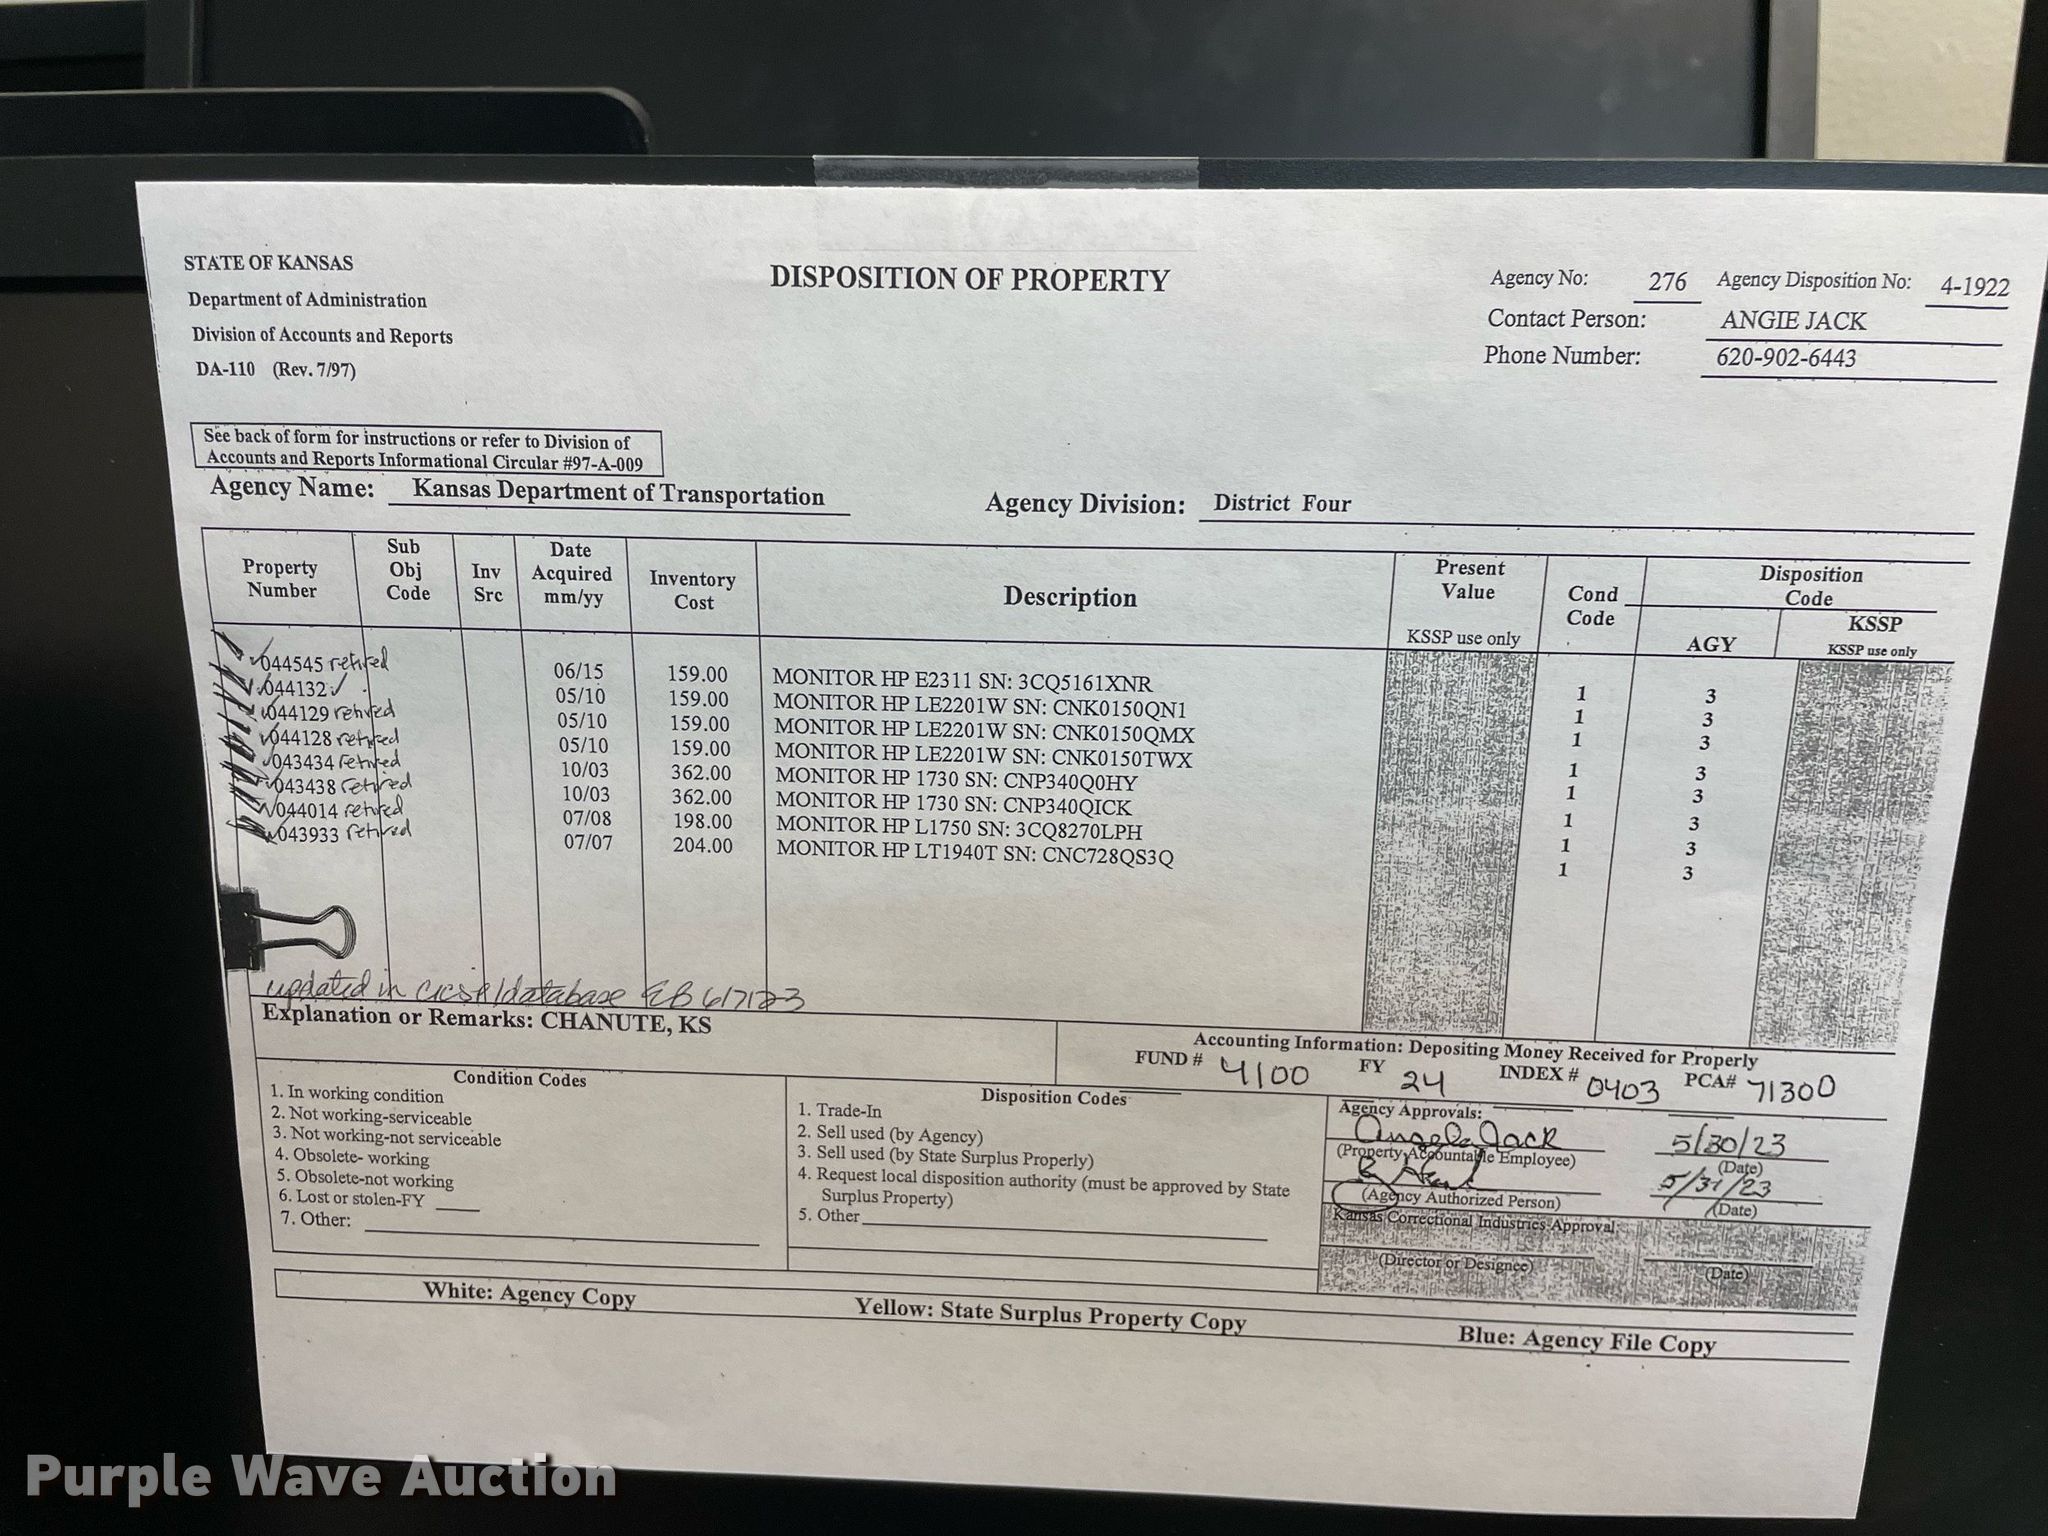 STATE OF KANSAS
Department of Administration
Division of Accounts and Reports
DA-110 (Rev. 7/97)
DISPOSITION OF PROPERTY
Agency No: 276 Agency Disposition No: 4-1922
Contact Person: ANGIE JACK
Phone Number: 620-902-6443
See back of form for instructions or refer to Division of
Accounts and Reports Informational Circular #97-A-009
Agency Name: Kansas Department of Transportation
Agency Division: District Four
Property Number
Sub Obj Code
Inv Src
Date Acquired mm/yy
Inventory Cost
Description
Present Value
KSSP use only
Cond Code
Disposition Code
AGY
KSSP
KSSP use only
044545 retired 06/15 159.00 MONITOR HP E2311 SN: 3CQ5161XNR 1 3
044132 05/10 159.00 MONITOR HP LE2201W SN: CNK0150QN1 1 3
044129 retired 05/10 159.00 MONITOR HP LE2201W SN: CNK0150QMX 1 3
044128 retired 05/10 159.00 MONITOR HP LE2201W SN: CNK0150TWX 1 3
043434 retired 10/03 362.00 MONITOR HP 1730 SN: CNP340Q0HY 1 3
043438 retired 10/03 362.00 MONITOR HP 1730 SN: CNP340QICK 1 3
044014 retired 07/08 198.00 MONITOR HP L1750 SN: 3CQ8270LPH 1 3
043933 retired 07/07 204.00 MONITOR HP LT1940T SN: CNC728QS3Q 1 3
updated in /database 6/7/23
Explanation or Remarks: CHANUTE, KS
Accounting Information: Depositing Money Received for Properly
FUND # 4100 FY 24 INDEX # 0403 PCA# 71300
Condition Codes
1. In working condition
2. Not working-serviceable
3. Not working-not serviceable
4. Obsolete- working
5. Obsolete-not working
6. Lost or stolen-FY
7. Other:
Disposition Codes
1. Trade-In
2. Sell used (by Agency)
3. Sell used (by State Surplus Properly)
4. Request local disposition authority (must be approved by State
Surplus Property)
5. Other
Agency Approvals:
Angela Jack 5/30/23
(Property Accountable Employee) (Date)
5/31/23
(Agency Authorized Person) (Date)
Kansas Correctional Industries Approval:
(Director or Designee) (Date)
White: Agency Copy
Yellow: State Surplus Property Copy
Blue: Agency File Copy
Purple Wave Auction